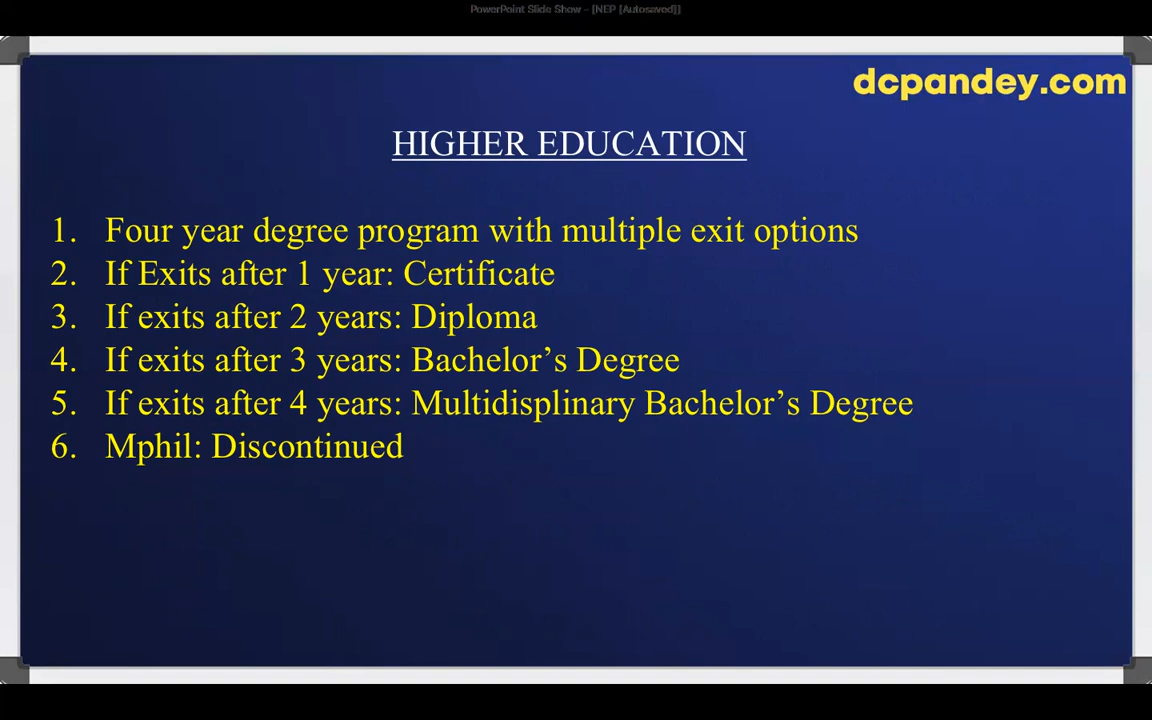 PowerPoint Slide Show - [NEP [Autosaved]]
dcpandey.com
HIGHER EDUCATION
1. Four year degree program with multiple exit options
2. If Exits after 1 year: Certificate
3. If exits after 2 years: Diploma
4. If exits after 3 years: Bachelor’s Degree
5. If exits after 4 years: Multidisplinary Bachelor’s Degree
6. Mphil: Discontinued